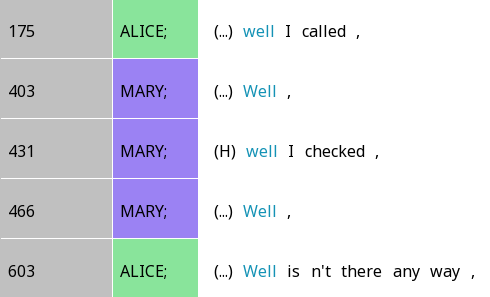 175 ALICE; (...) well I called ,
403 MARY; (...) Well ,
431 MARY; (H) well I checked ,
466 MARY; (...) Well ,
603 ALICE; (...) Well is n't there any way ,